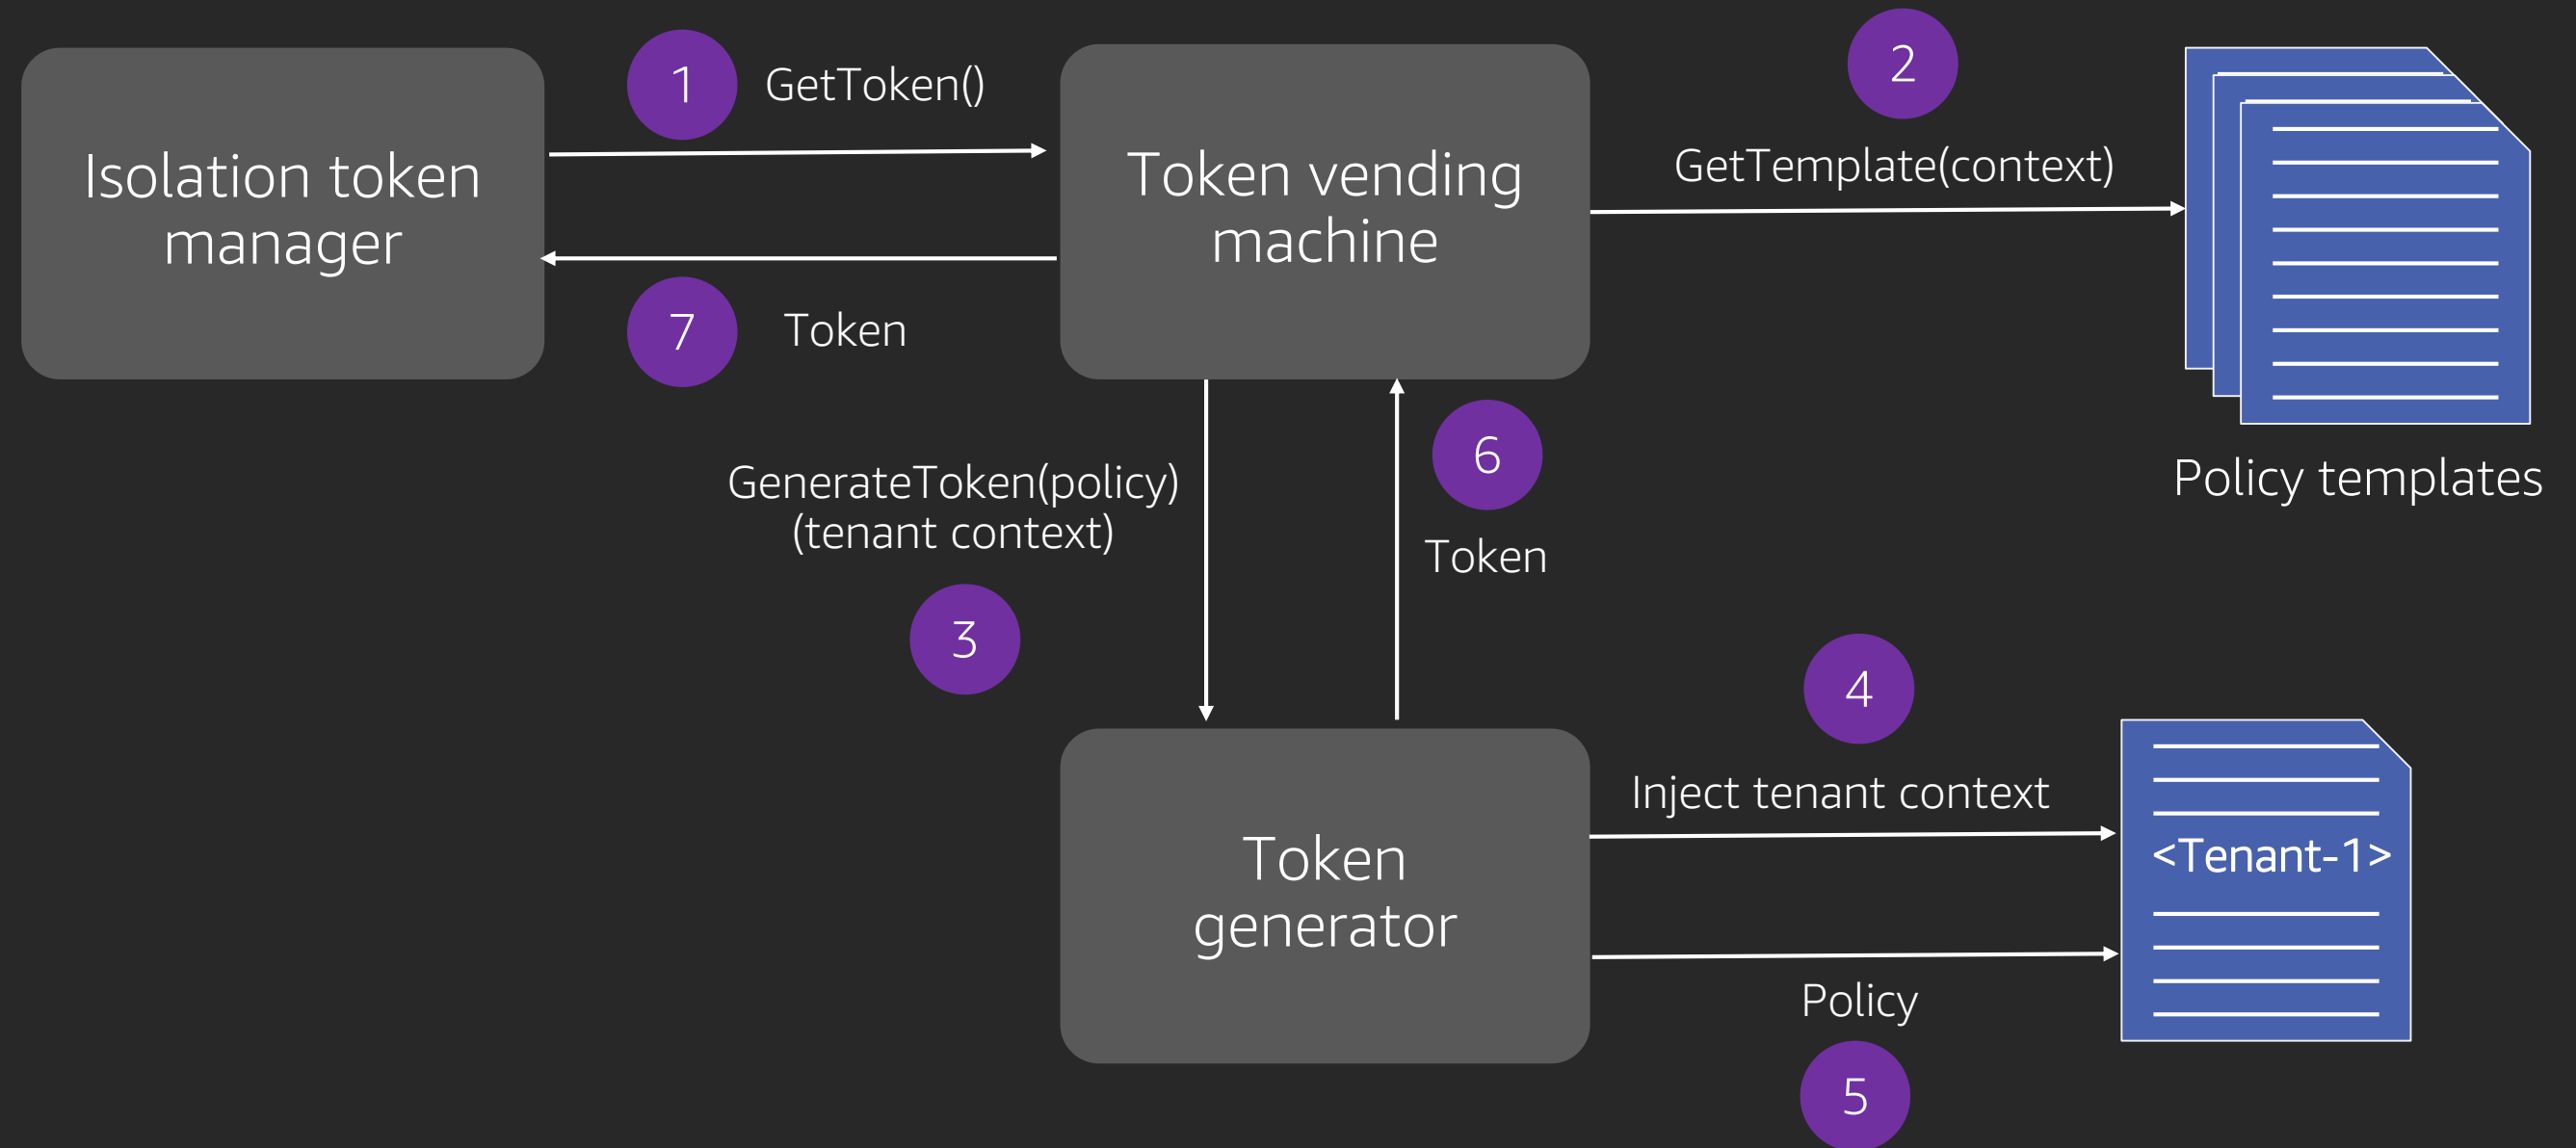 Isolation token
manager
1
GetToken()
7
Token
Token vending
machine
2
GetTemplate(context)
Policy templates
GenerateToken(policy)
(tenant context)
3
6
Token
Token
generator
4
Inject tenant context
<Tenant-1>
Policy
5